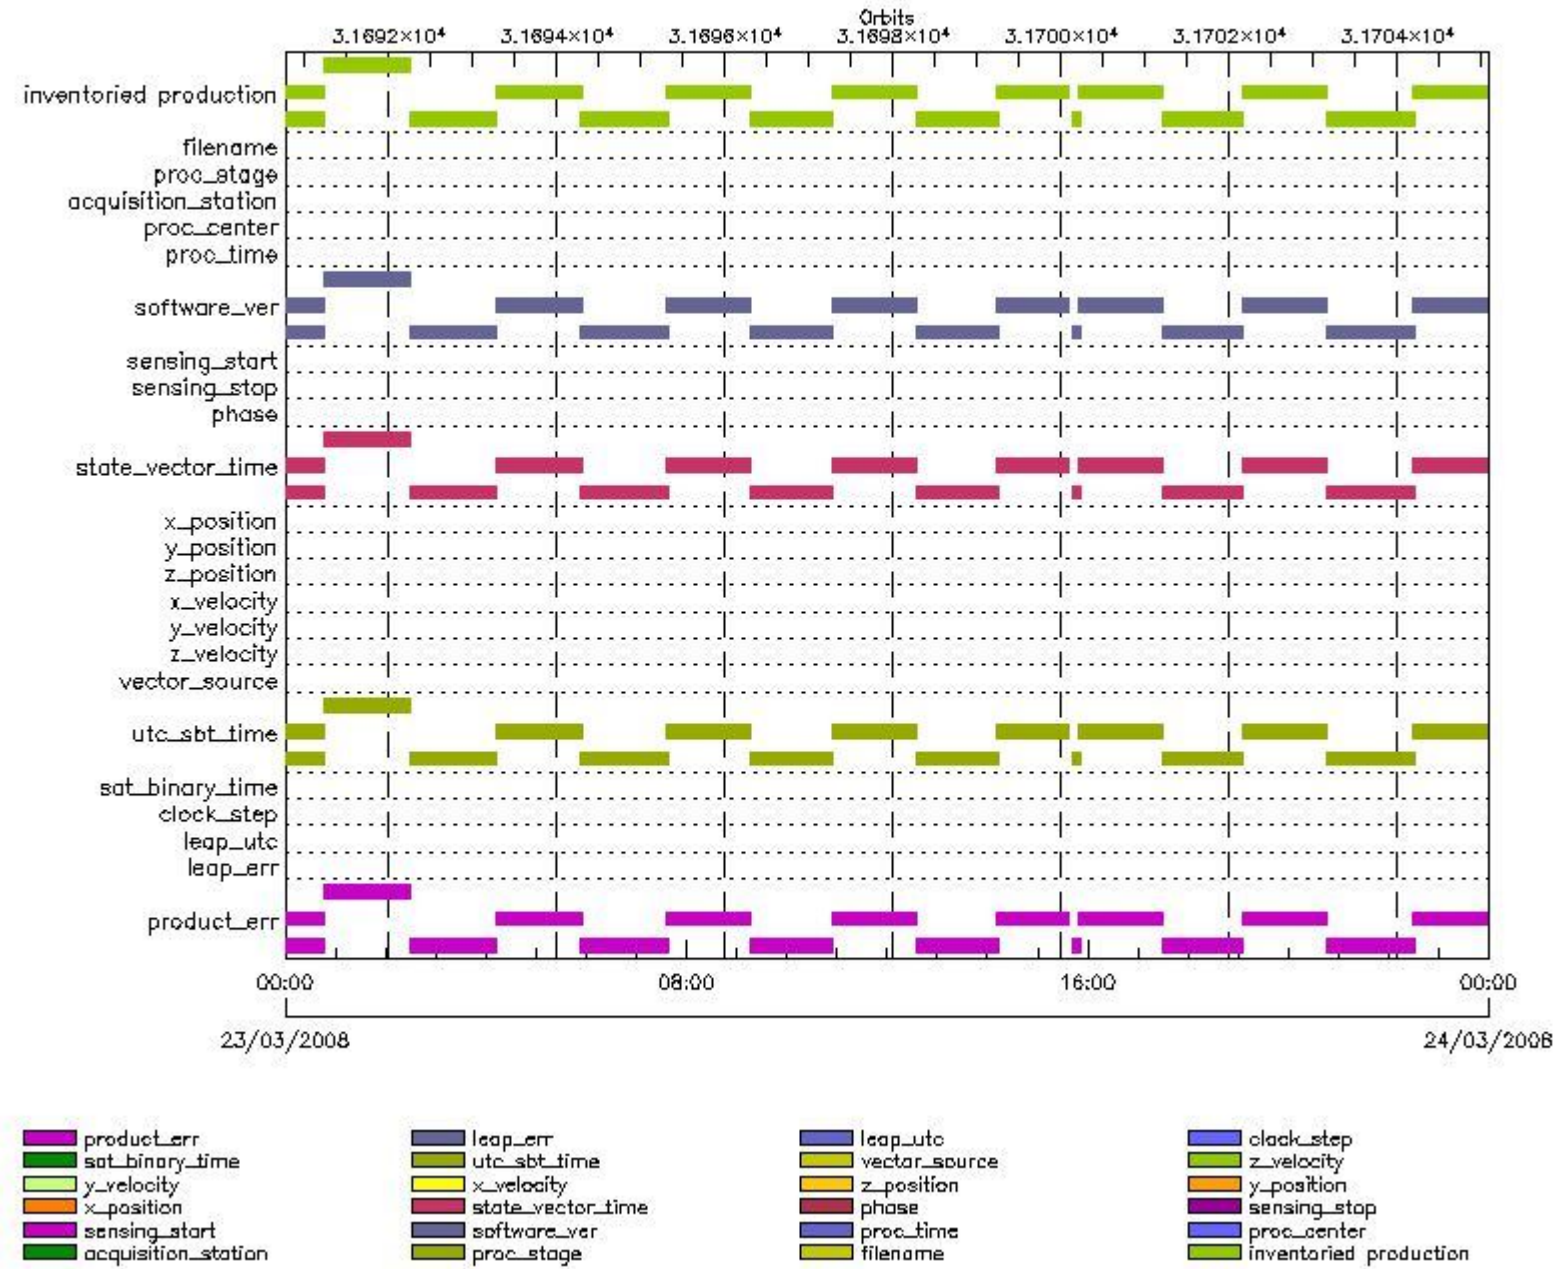 Orbits
3.1692×10⁴ 3.1694×10⁴ 3.1696×10⁴ 3.1698×10⁴ 3.1700×10⁴ 3.1702×10⁴ 3.1704×10⁴
inventoried production
filename
proc_stage
acquisition_station
proc_center
proc_time
software_ver
sensing_start
sensing_stop
phase
state_vector_time
x_position
y_position
z_position
x_velocity
y_velocity
z_velocity
vector_source
utc_sbt_time
sat_binary_time
clock_step
leap_utc
leap_err
product_err
00:00 08:00 16:00 00:00
23/03/2008 24/03/2008
product_err leap_err leap_utc clock_step
sat_binary_time utc_sbt_time vector_source z_velocity
y_velocity x_velocity z_position y_position
x_position state_vector_time phase sensing_stop
sensing_start software_ver proc_time proc_center
acquisition_station proc_stage filename inventoried production